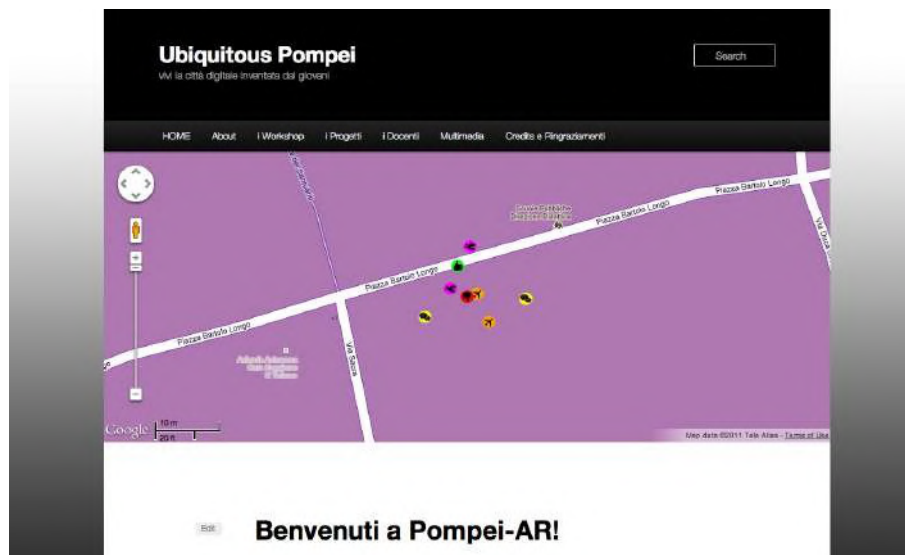 Ubiquitous Pompei
vivi la città digitale inventata dai giovani
Search
HOME About i Workshop i Progetti i Docenti Multimedia Credits e Ringraziamenti
Piazza Bartolo Longo
Piazza Bartolo Longo
Piazza Bartolo Longo
Piazza Bartolo Longo
Via Sacra
Google
10 m
20 ft
Map data ©2011 Tele Atlas - Terms of Use
Edit
Benvenuti a Pompei-AR!